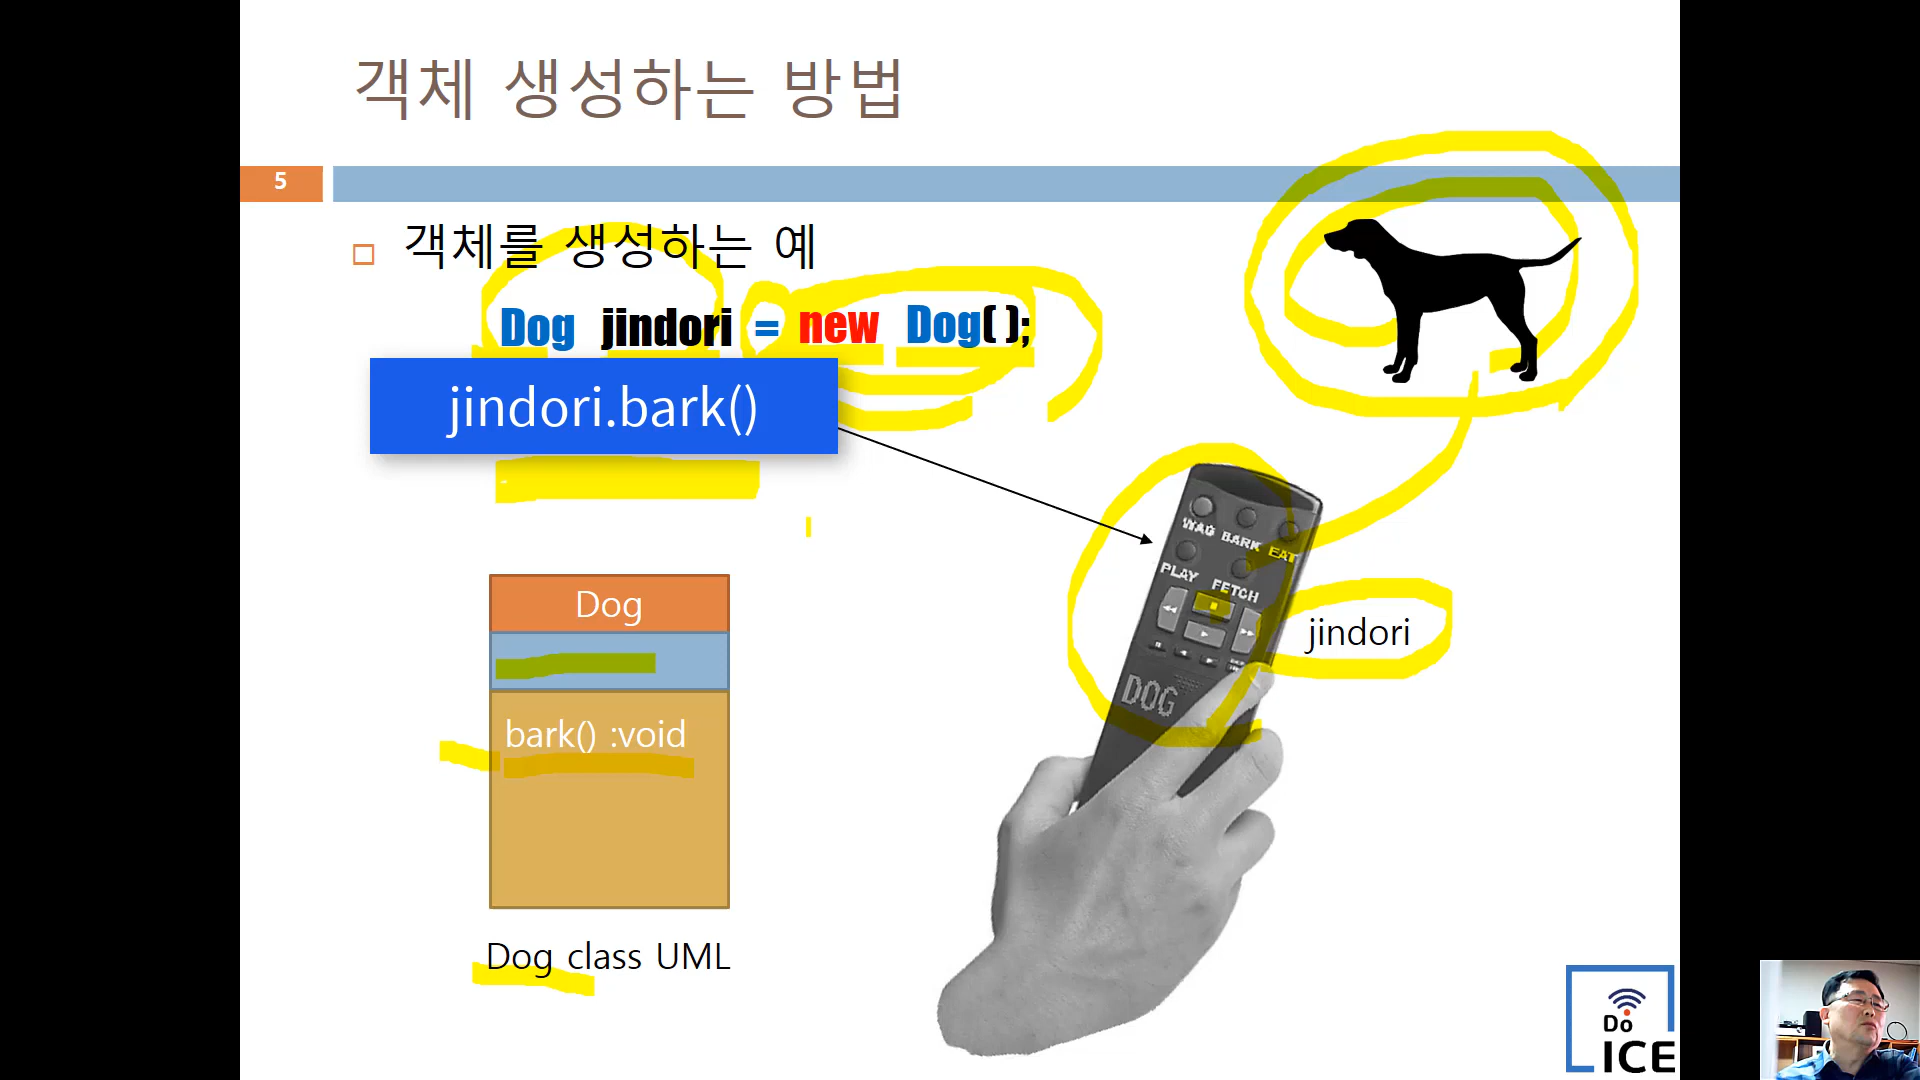 객체 생성하는 방법
5
객체를 생성하는 예
Dog jindori = new Dog( );
jindori.bark()
WAG BARK EAT
PLAY FETCH
DOG
jindori
Dog
bark() :void
Dog class UML
Do
ICE